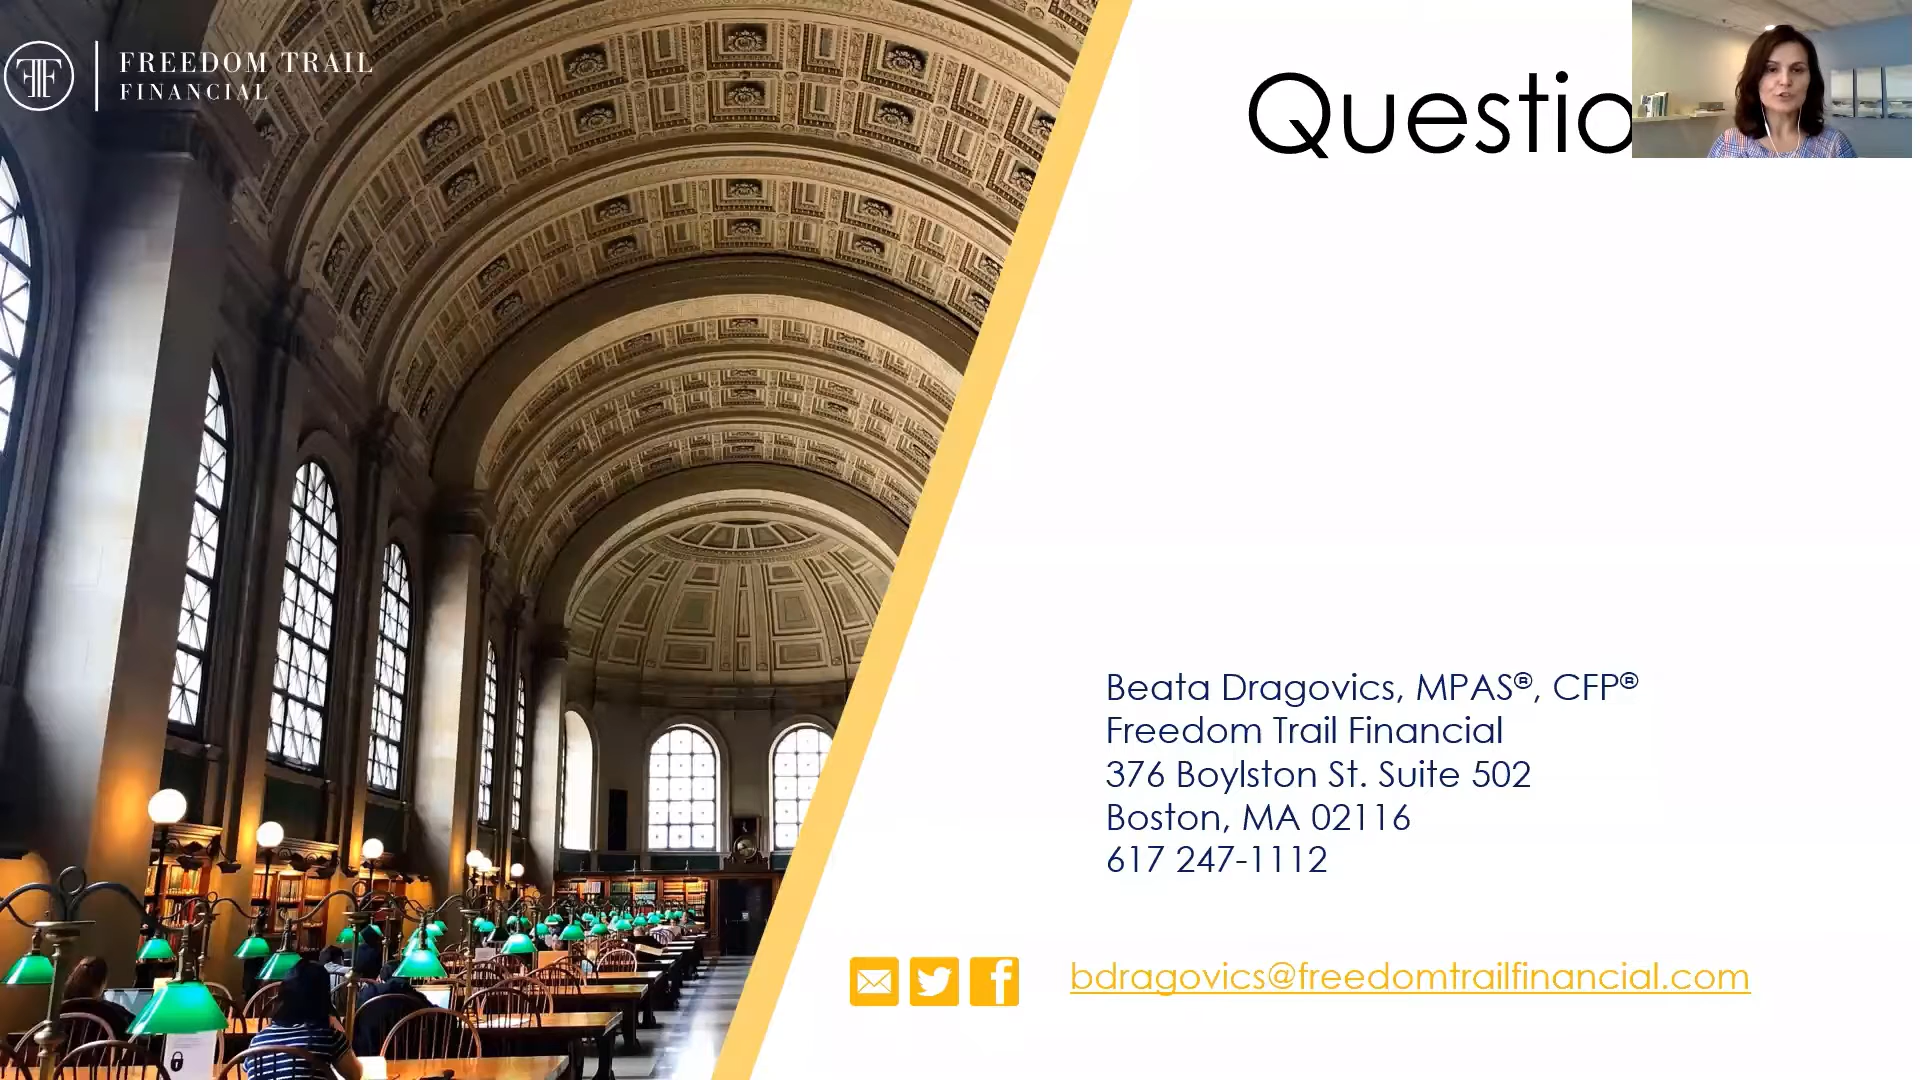 FREEDOM TRAIL
FINANCIAL
Questio
Beata Dragovics, MPAS®, CFP®
Freedom Trail Financial
376 Boylston St. Suite 502
Boston, MA 02116
617 247-1112
bdragovics@freedomtrailfinancial.com